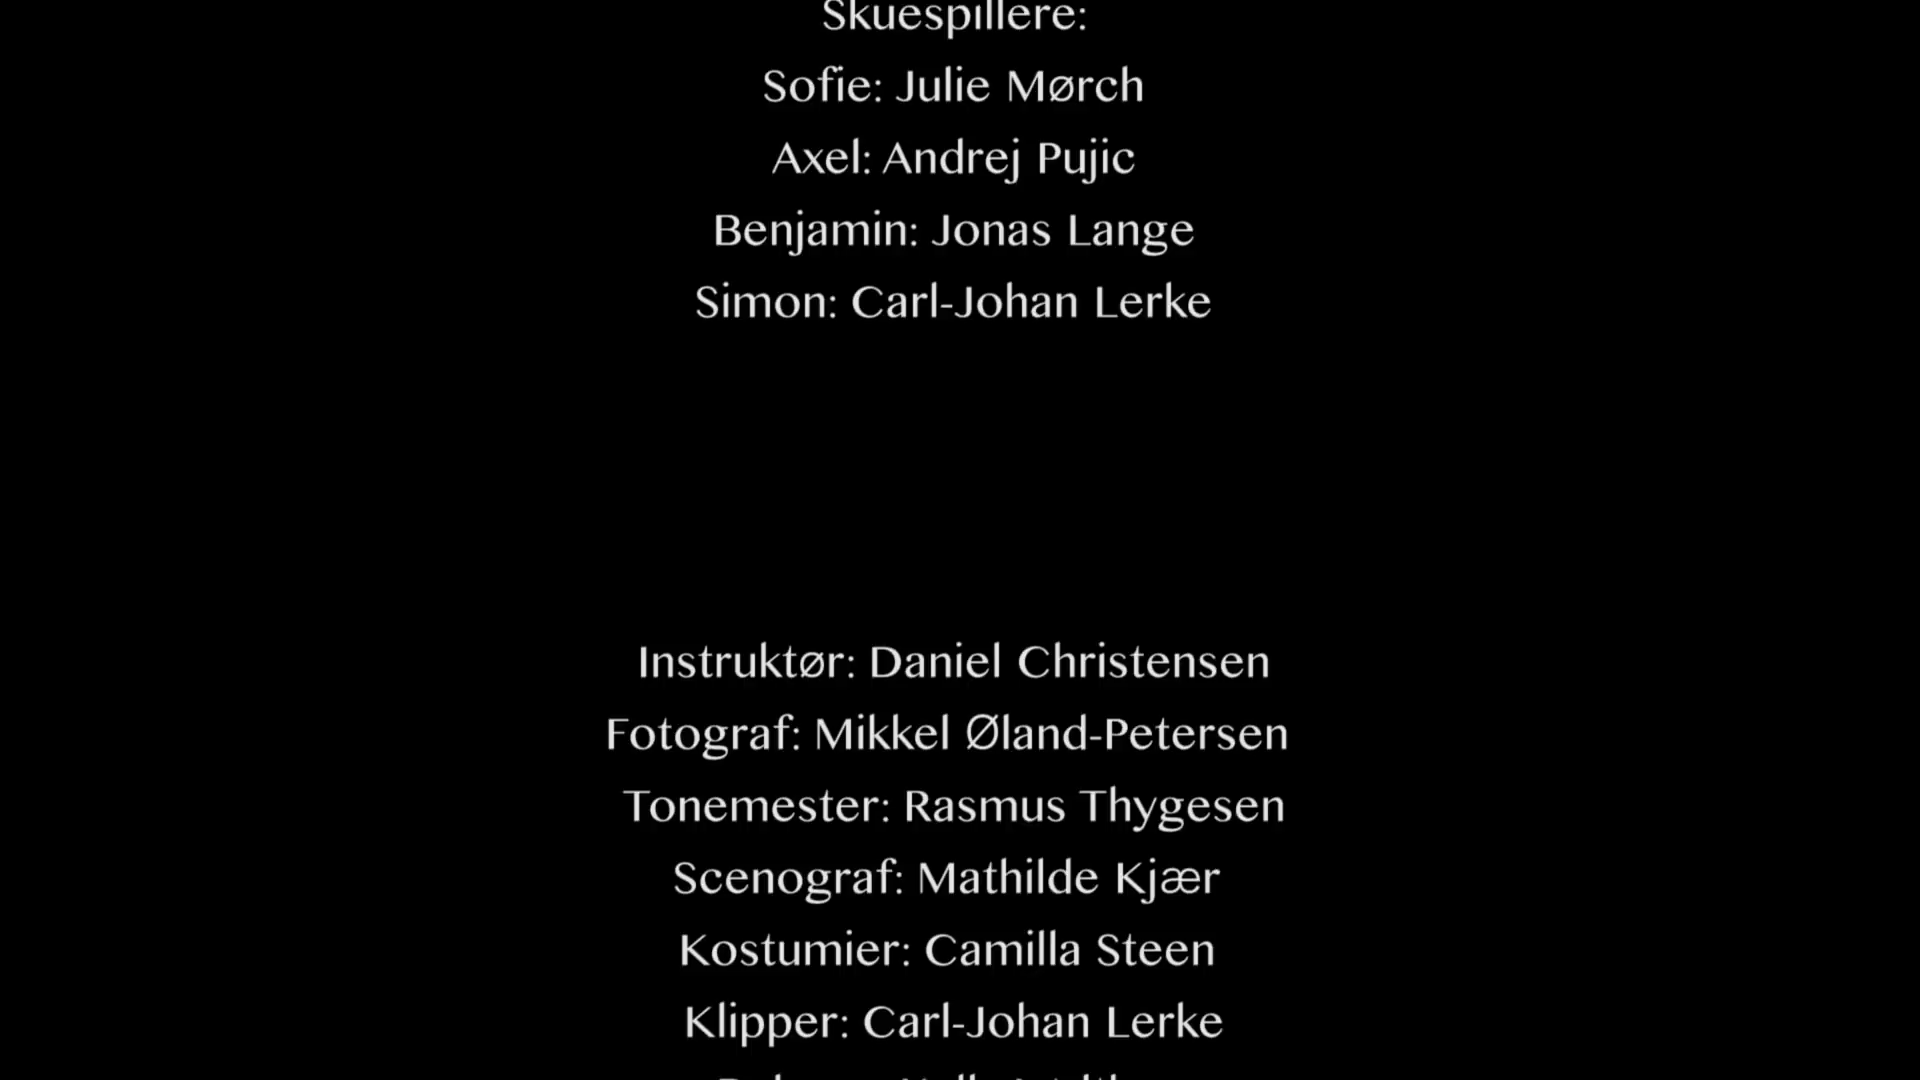 Skuespillere:
Sofie: Julie Mørch
Axel: Andrej Pujic
Benjamin: Jonas Lange
Simon: Carl-Johan Lerke
Instruktør: Daniel Christensen
Fotograf: Mikkel Øland-Petersen
Tonemester: Rasmus Thygesen
Scenograf: Mathilde Kjær
Kostumier: Camilla Steen
Klipper: Carl-Johan Lerke